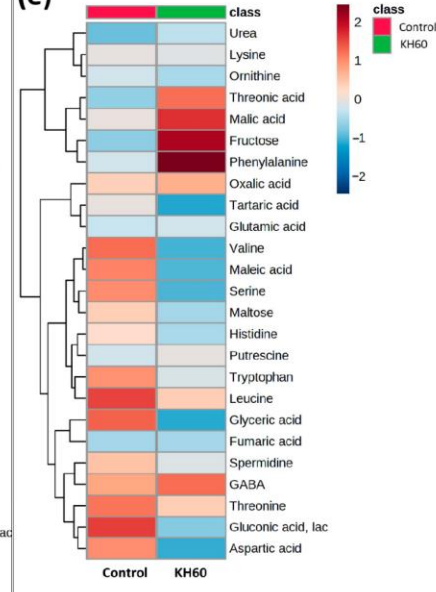 (C)
class
Urea
Lysine
Ornithine
Threonic acid
Malic acid
Fructose
Phenylalanine
Oxalic acid
Tartaric acid
Glutamic acid
Valine
Maleic acid
Serine
Maltose
Histidine
Putrescine
Tryptophan
Leucine
Glyceric acid
Fumaric acid
Spermidine
GABA
Threonine
Gluconic acid, lac
Aspartic acid
Control KH60
2
1
0
−1
−2
class
Control
KH60
ac